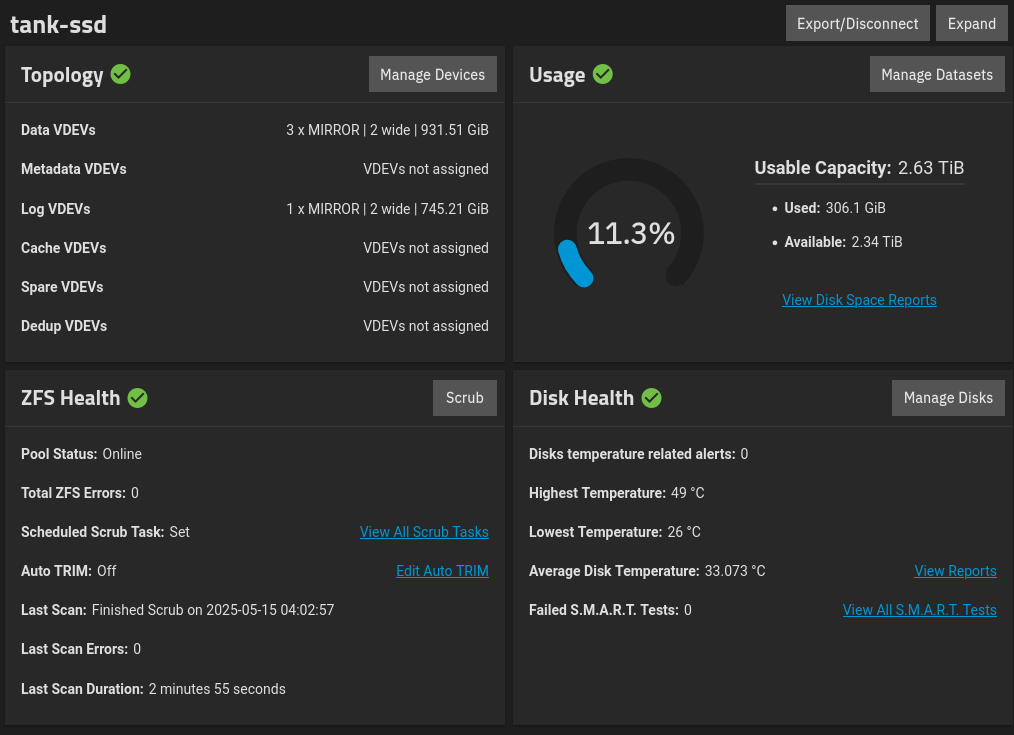 tank-ssd
Export/Disconnect
Expand
Topology
Manage Devices
Data VDEVs 3 x MIRROR | 2 wide | 931.51 GiB
Metadata VDEVs VDEVs not assigned
Log VDEVs 1 x MIRROR | 2 wide | 745.21 GiB
Cache VDEVs VDEVs not assigned
Spare VDEVs VDEVs not assigned
Dedup VDEVs VDEVs not assigned
Usage
Manage Datasets
11.3%
Usable Capacity: 2.63 TiB
• Used: 306.1 GiB
• Available: 2.34 TiB
View Disk Space Reports
ZFS Health
Scrub
Pool Status: Online
Total ZFS Errors: 0
Scheduled Scrub Task: Set View All Scrub Tasks
Auto TRIM: Off Edit Auto TRIM
Last Scan: Finished Scrub on 2025-05-15 04:02:57
Last Scan Errors: 0
Last Scan Duration: 2 minutes 55 seconds
Disk Health
Manage Disks
Disks temperature related alerts: 0
Highest Temperature: 49 °C
Lowest Temperature: 26 °C
Average Disk Temperature: 33.073 °C View Reports
Failed S.M.A.R.T. Tests: 0 View All S.M.A.R.T. Tests